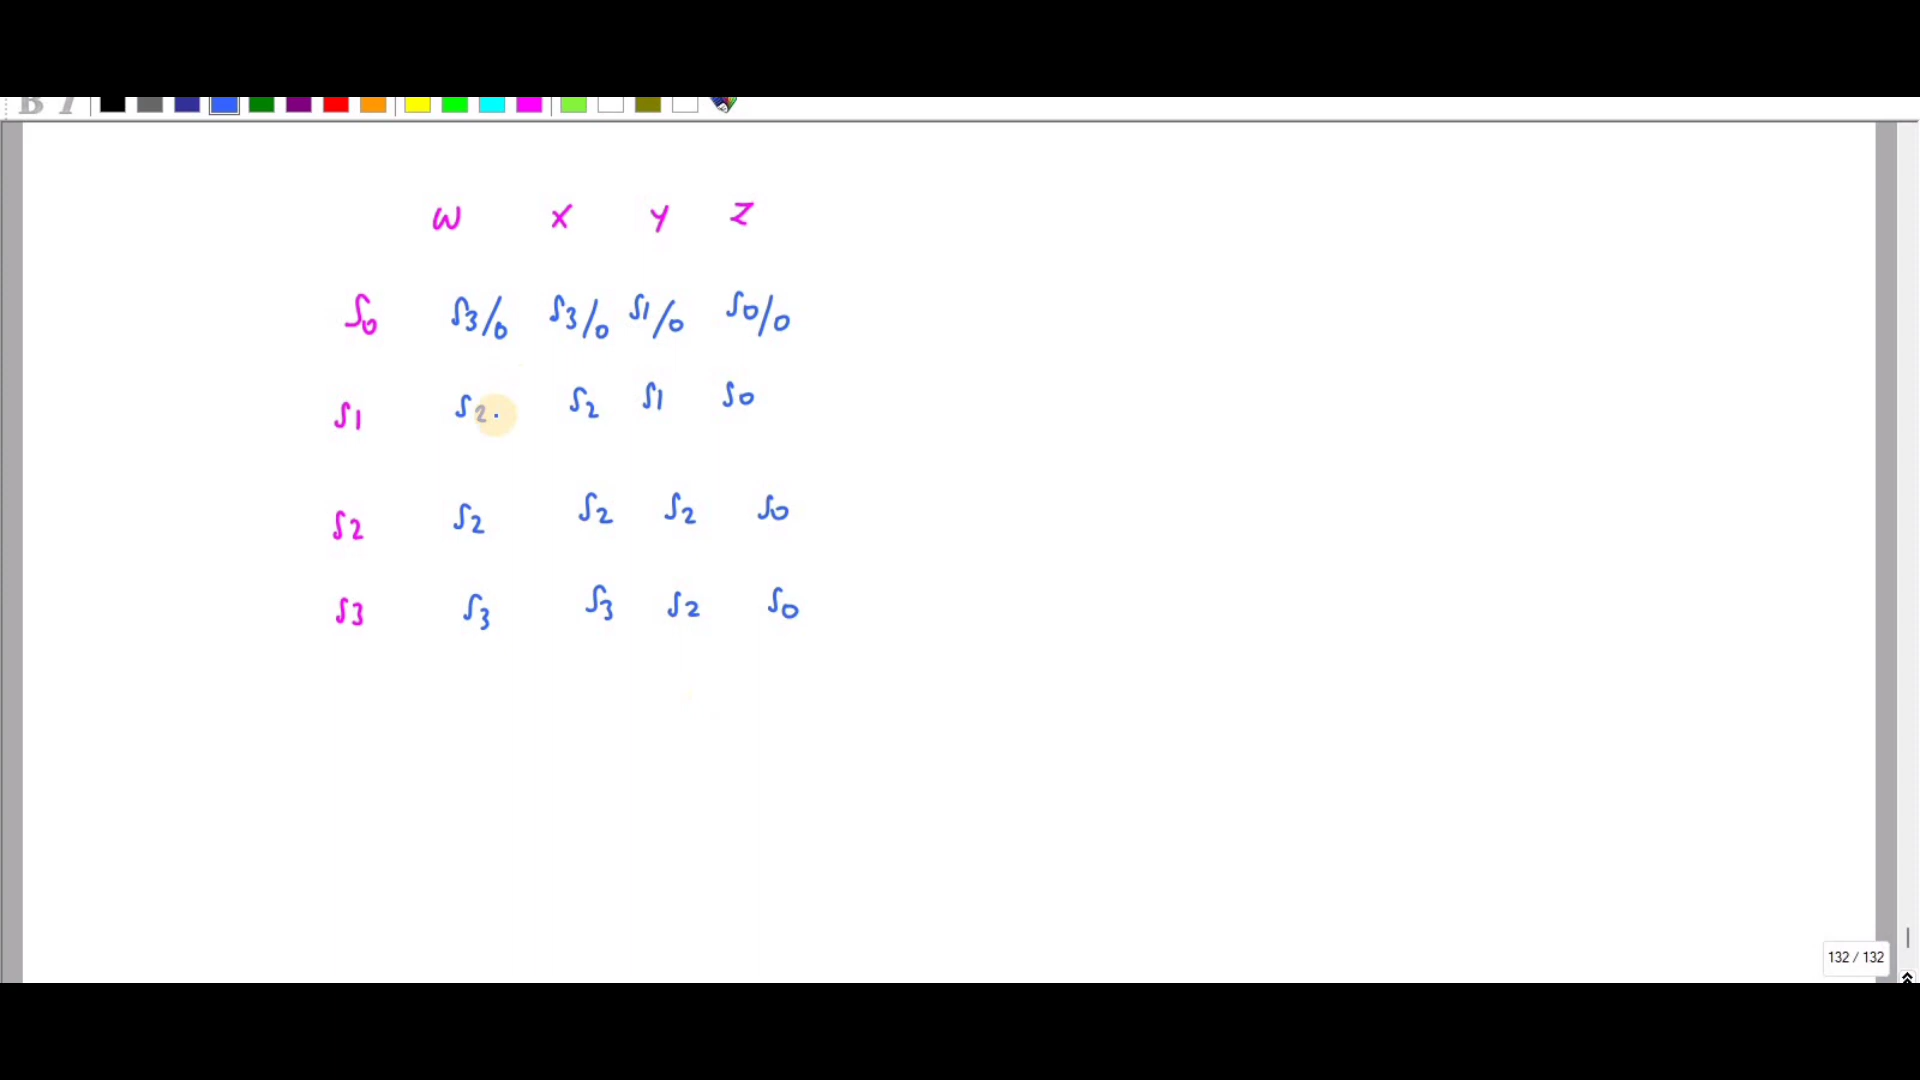 B I
W X Y Z
S0 S3/0 S3/0 S1/0 S0/0
S1 S2. S2 S1 S0
S2 S2 S2 S2 S0
S3 S3 S3 S2 S0
132 / 132